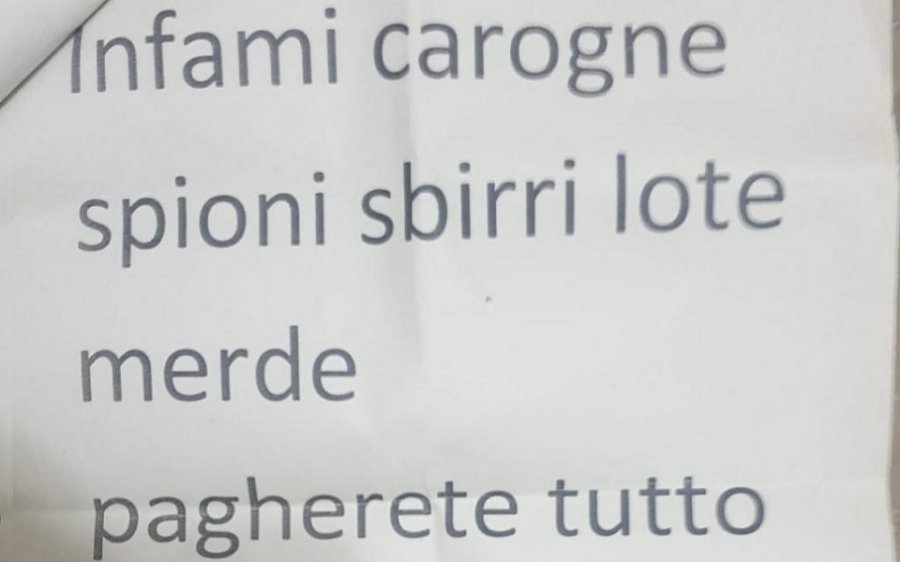 Infami carogne
spioni sbirri lote
merde
pagherete tutto